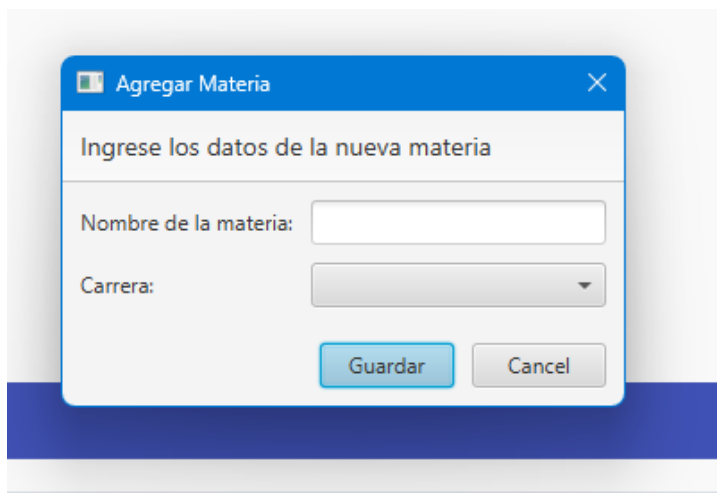 Agregar Materia
Ingrese los datos de la nueva materia
Nombre de la materia:
Carrera:
Guardar Cancel